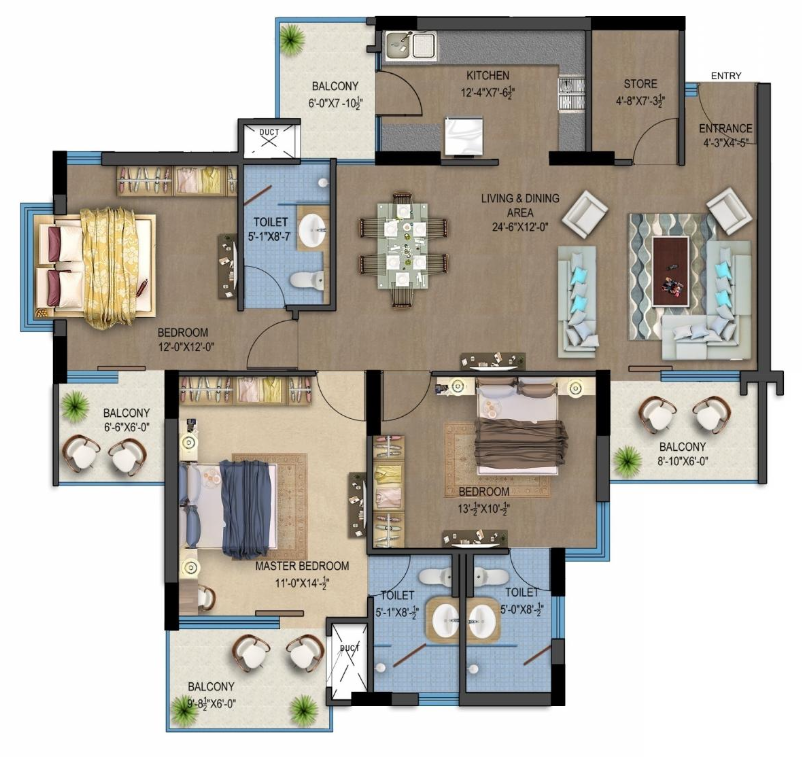 BALCONY
6'-0"X7'-10½"
KITCHEN
12'-4"X7'-6½"
STORE
4'-8"X7'-3½"
ENTRY
ENTRANCE
4'-3"X4'-5"
DUCT
TOILET
5'-1"X8'-7
LIVING & DINING
AREA
24'-6"X12'-0"
BEDROOM
12'-0"X12'-0"
BALCONY
6'-6"X6'-0"
BALCONY
8'-10"X6'-0"
BEDROOM
13'-½"X10'-½"
MASTER BEDROOM
11'-0"X14'-½"
TOILET
5'-1"X8'-½"
TOILET
5'-0"X8'-½"
DUCT
BALCONY
9'-8½"X6'-0"